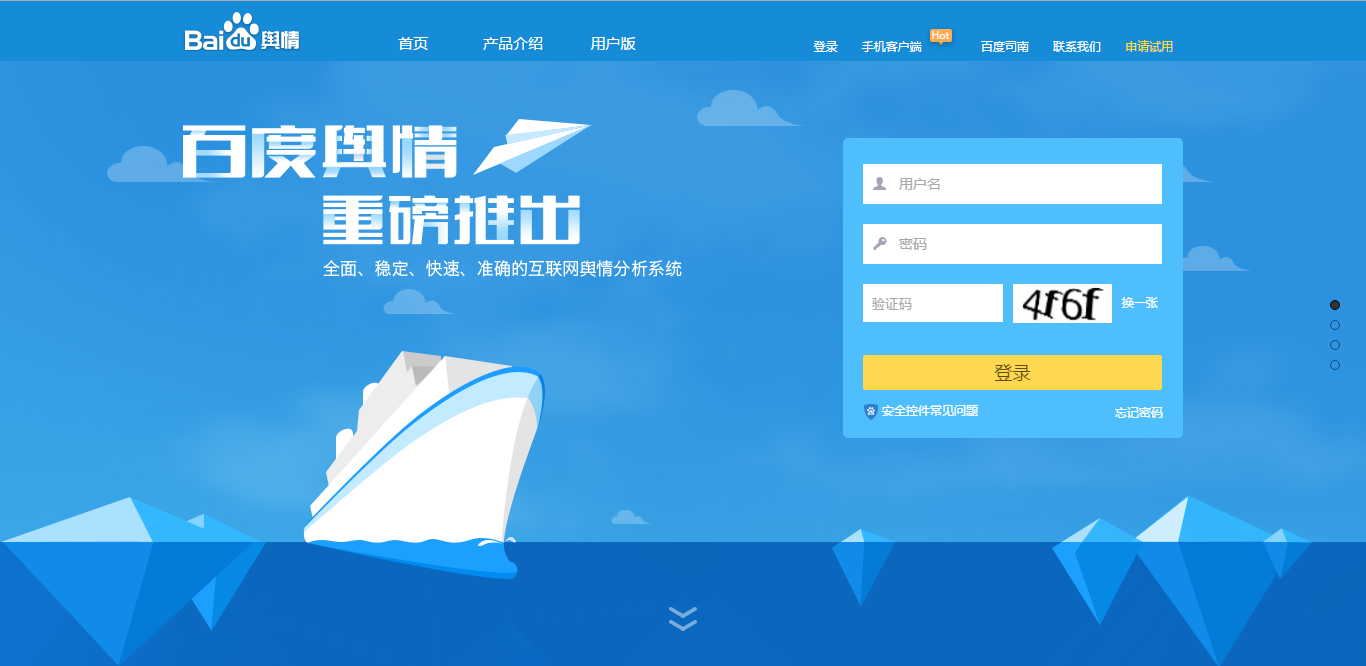 Bai du 舆情
首页 产品介绍 用户版
登录 手机客户端 Hot 百度司南 联系我们 申请试用
百度舆情
重磅推出
全面、稳定、快速、准确的互联网舆情分析系统
用户名
密码
验证码 4f6f 换一张
登录
安全控件常见问题 忘记密码